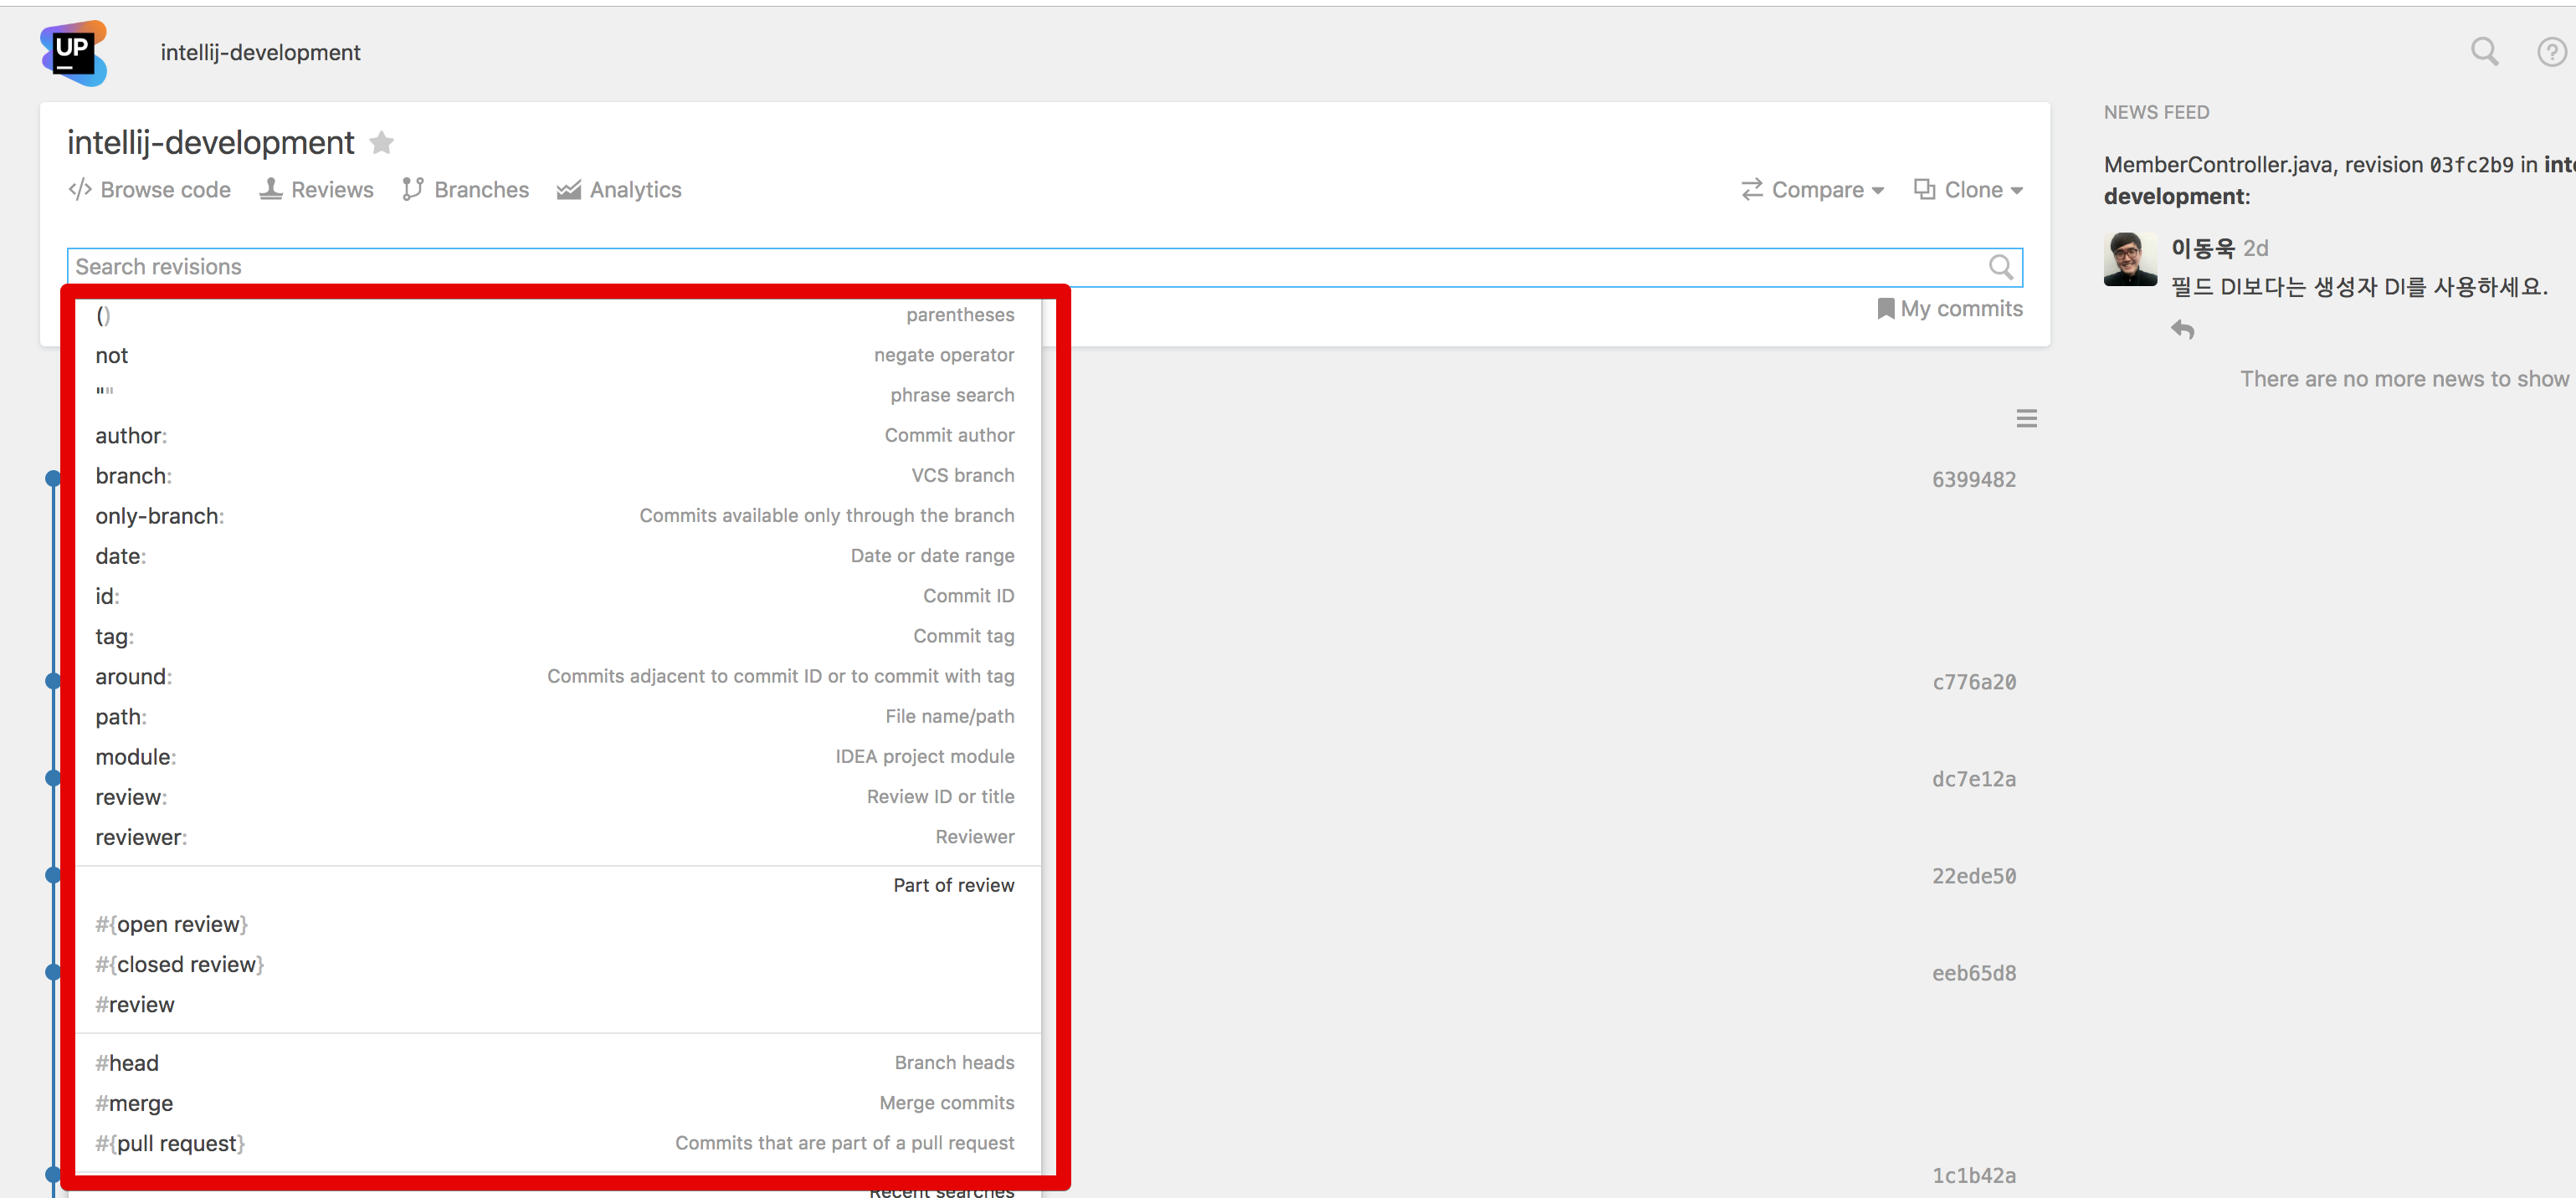 UP
intellij-development
intellij-development
Browse code Reviews Branches Analytics
Compare Clone
Search revisions
My commits
() parentheses
not negate operator
"" phrase search
author: Commit author
branch: VCS branch
only-branch: Commits available only through the branch
date: Date or date range
id: Commit ID
tag: Commit tag
around: Commits adjacent to commit ID or to commit with tag
path: File name/path
module: IDEA project module
review: Review ID or title
reviewer: Reviewer
Part of review
#{open review}
#{closed review}
#review
#head Branch heads
#merge Merge commits
#{pull request} Commits that are part of a pull request
Recent searches
6399482
c776a20
dc7e12a
22ede50
eeb65d8
1c1b42a
NEWS FEED
MemberController.java, revision 03fc2b9 in inte
development:
이동욱 2d
필드 DI보다는 생성자 DI를 사용하세요.
There are no more news to show